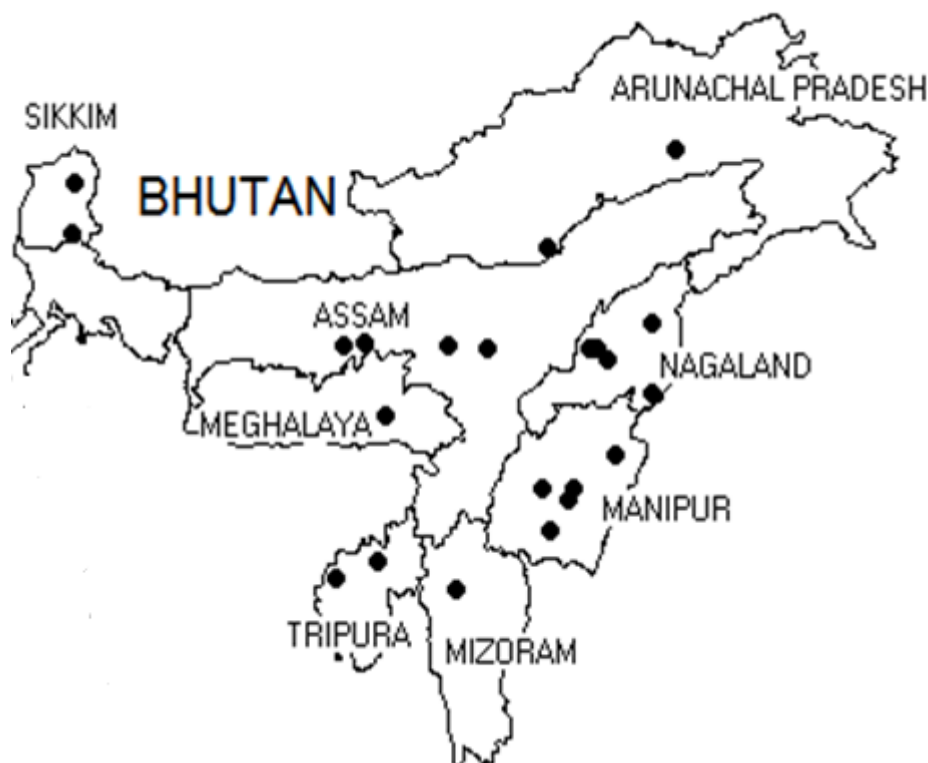 ARUNACHAL PRADESH
SIKKIM
BHUTAN
ASSAM
NAGALAND
MEGHALAYA
MANIPUR
TRIPURA
MIZORAM